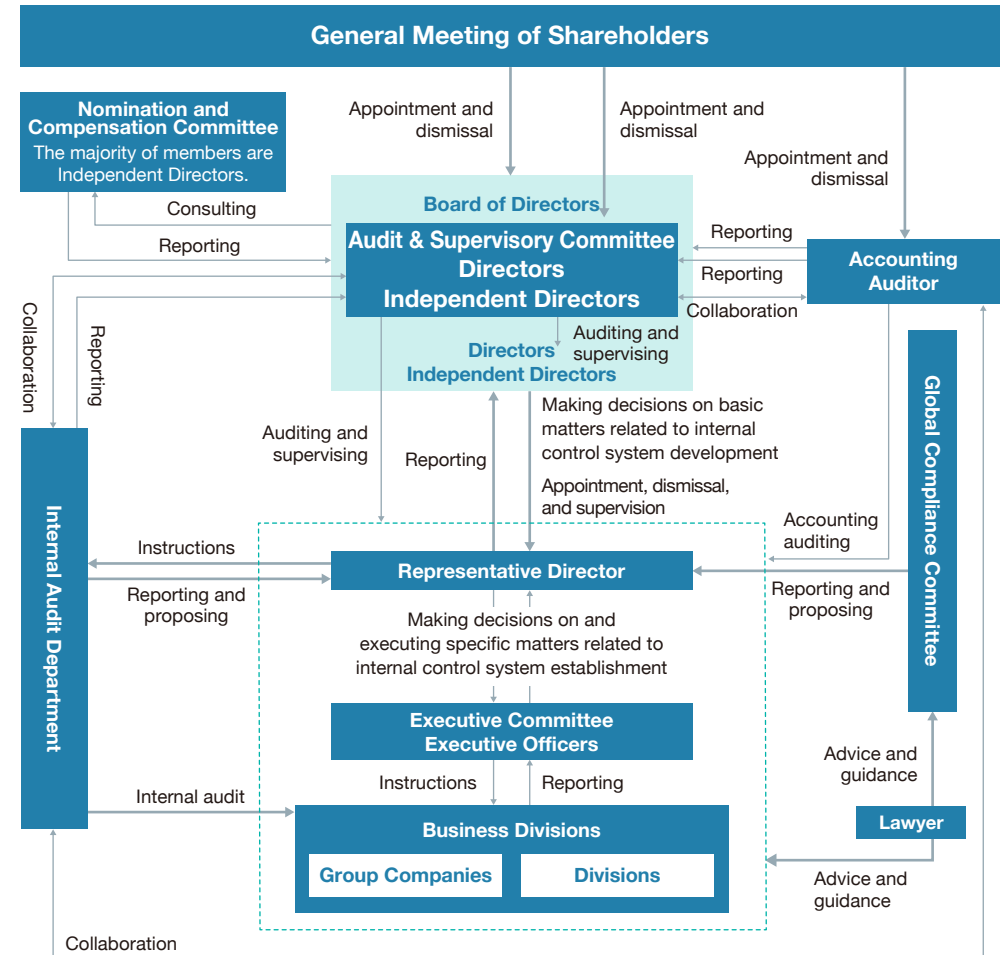 General Meeting of Shareholders
Nomination and
Compensation Committee
The majority of members are
Independent Directors.
Appointment and
dismissal
Appointment and
dismissal
Appointment and
dismissal
Consulting
Reporting
Board of Directors
Audit & Supervisory Committee
Directors
Independent Directors
Reporting
Reporting
Collaboration
Accounting
Auditor
Auditing and
supervising
Directors
Independent Directors
Collaboration
Reporting
Auditing and
supervising
Reporting
Making decisions on basic
matters related to internal
control system development
Appointment, dismissal,
and supervision
Global Compliance Committee
Internal Audit Department
Instructions
Reporting and
proposing
Representative Director
Accounting
auditing
Reporting and
proposing
Making decisions on and
executing specific matters related to
internal control system establishment
Executive Committee
Executive Officers
Instructions
Reporting
Internal audit
Business Divisions
Group Companies
Divisions
Advice and
guidance
Lawyer
Advice and
guidance
Collaboration